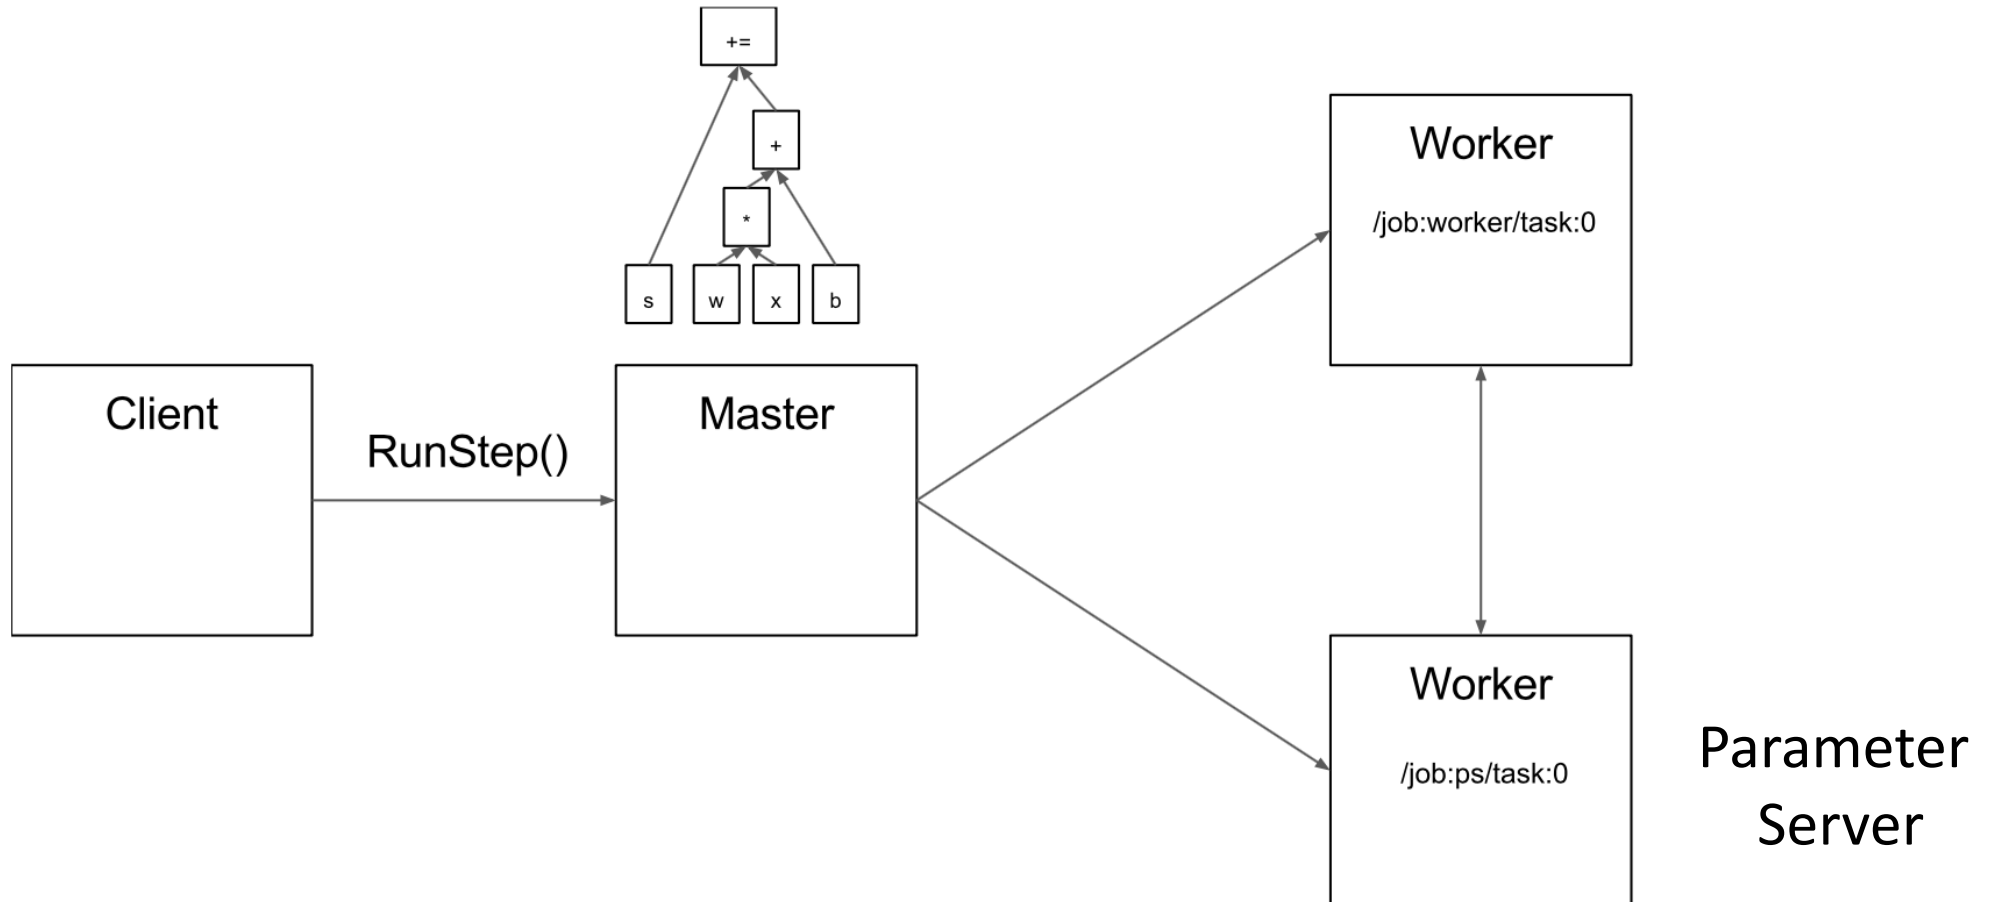 +=
+
*
s
w
x
b
Client
RunStep()
Master
Worker
/job:worker/task:0
Worker
/job:ps/task:0
Parameter
Server